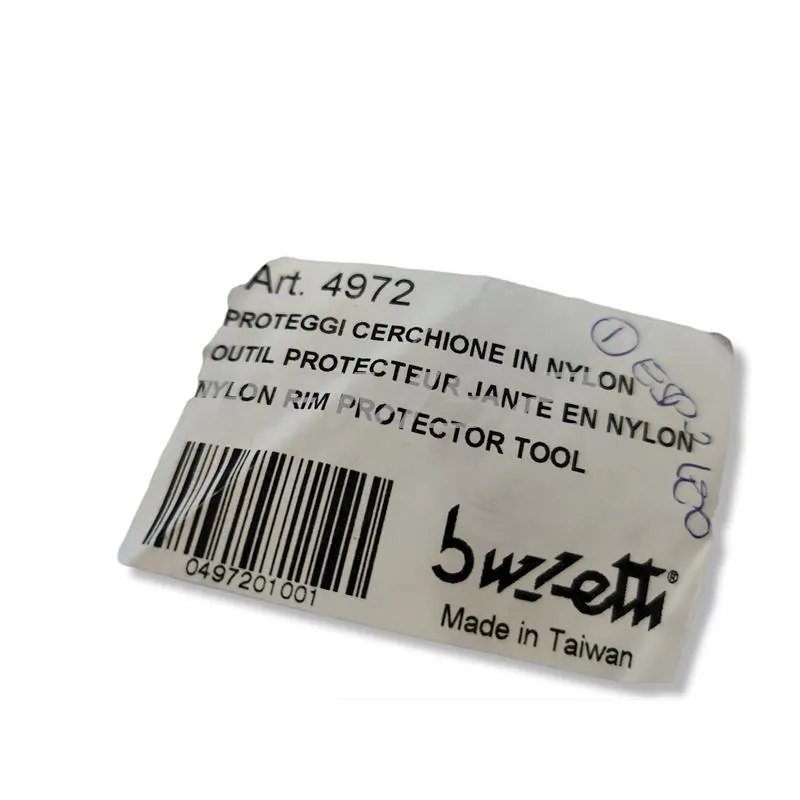 Art. 4972
PROTEGGI CERCHIONE IN NYLON
OUTIL PROTECTEUR JANTE EN NYLON
NYLON RIM PROTECTOR TOOL
1
0497201001
buzzetti®
Made in Taiwan